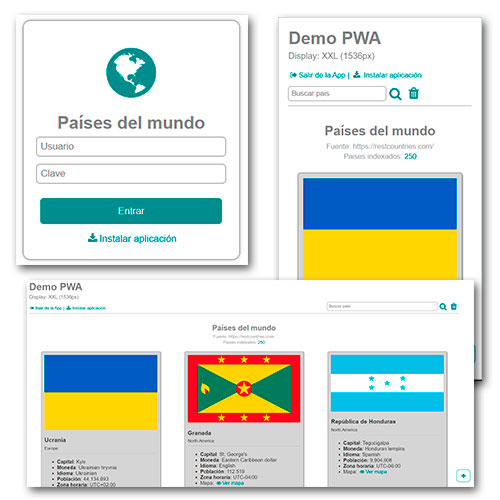 Países del mundo
Usuario
Clave
Entrar
Instalar aplicación
Demo PWA
Display: XXL (1536px)
Salir de la App | Instalar aplicación
Buscar pais
Países del mundo
Fuente: https://restcountries.com/
Paises indexados: 250
Demo PWA
Display: XXL (1536px)
Salir de la App | Instalar aplicación
Buscar pais
Países del mundo
Fuente: https://restcountries.com/
Paises indexados: 250
Ucrania
Europe
Capital: Kyiv
Moneda: Ukrainian hryvnia
Idioma: Ukrainian
Población: 44.134.693
Zona horaria: UTC+02:00
Granada
North America
Capital: St. George's
Moneda: Eastern Caribbean dollar
Idioma: English
Población: 112.519
Zona horaria: UTC-04:00
Mapa: Ver mapa
República de Honduras
North America
Capital: Tegucigalpa
Moneda: Honduran lempira
Idioma: Spanish
Población: 9.904.608
Zona horaria: UTC-06:00
Mapa: Ver mapa